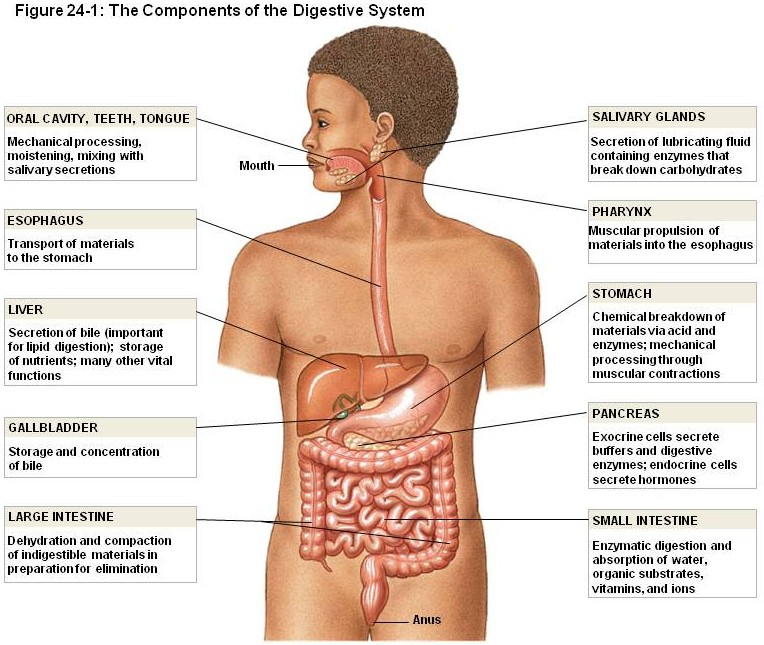 Figure 24-1: The Components of the Digestive System
ORAL CAVITY, TEETH, TONGUE
Mechanical processing,
moistening, mixing with
salivary secretions
Mouth
ESOPHAGUS
Transport of materials
to the stomach
LIVER
Secretion of bile (important
for lipid digestion); storage
of nutrients; many other vital
functions
GALLBLADDER
Storage and concentration
of bile
LARGE INTESTINE
Dehydration and compaction
of indigestible materials in
preparation for elimination
SALIVARY GLANDS
Secretion of lubricating fluid
containing enzymes that
break down carbohydrates
PHARYNX
Muscular propulsion of
materials into the esophagus
STOMACH
Chemical breakdown of
materials via acid and
enzymes; mechanical
processing through
muscular contractions
PANCREAS
Exocrine cells secrete
buffers and digestive
enzymes; endocrine cells
secrete hormones
SMALL INTESTINE
Enzymatic digestion and
absorption of water,
organic substrates,
vitamins, and ions
Anus